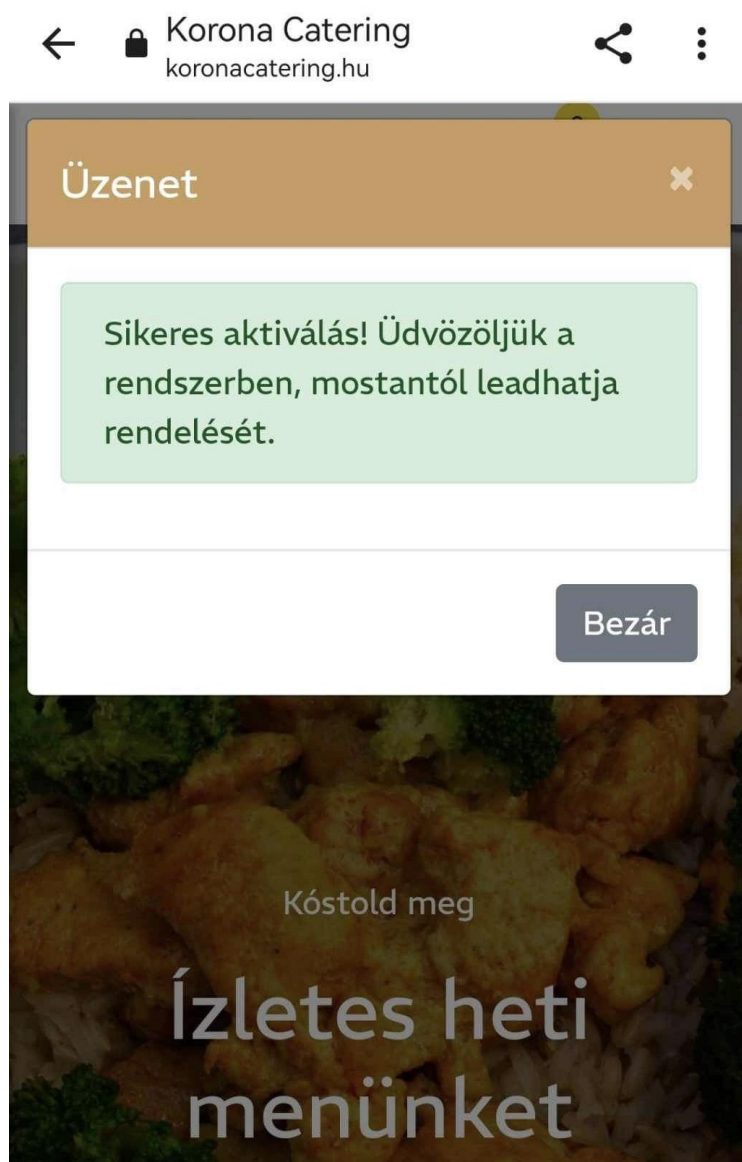 Korona Catering
koronacatering.hu
Üzenet
Sikeres aktiválás! Üdvözöljük a
rendszerben, mostantól leadhatja
rendelését.
Bezár
Kóstold meg
Ízletes heti
menünket